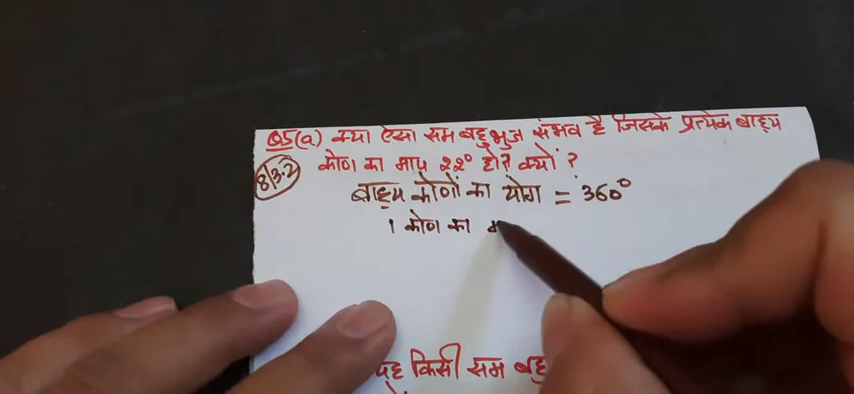 Q5(a) क्या ऐसा सम बहुभुज संभव है जिसके प्रत्येक बाह्य
कोण का माप 22° हो? क्यों?
8/3.2
बाह्य कोणों का योग = 360°
1 कोण का
यह किसी सम बहु